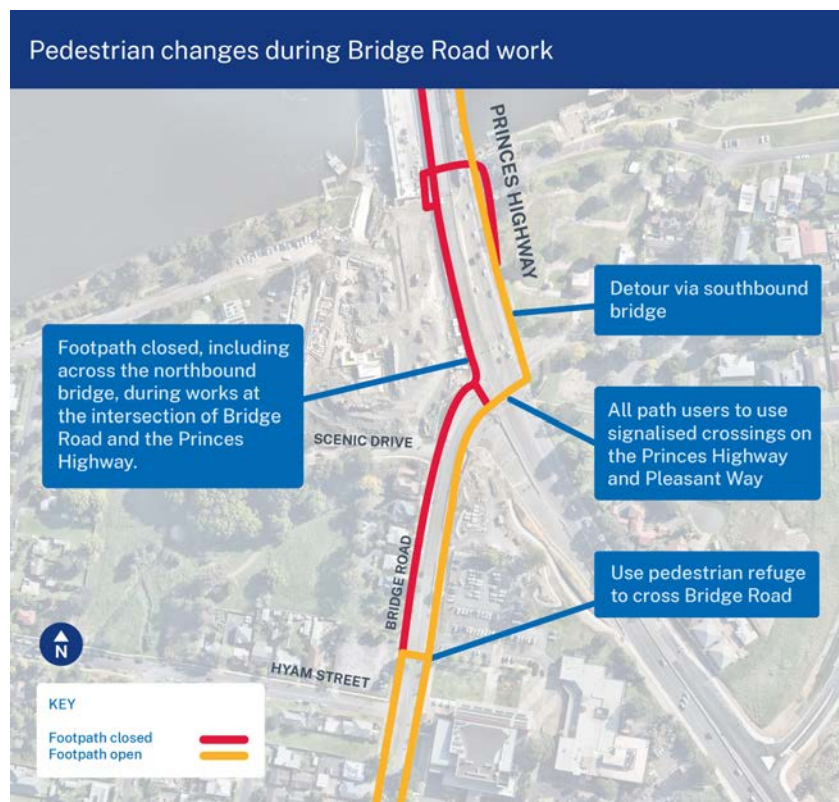 Pedestrian changes during Bridge Road work
PRINCES HIGHWAY
Detour via southbound
bridge
Footpath closed, including
across the northbound
bridge, during works at
the intersection of Bridge
Road and the Princes
Highway.
All path users to use
signalised crossings on
the Princes Highway
and Pleasant Way
SCENIC DRIVE
BRIDGE ROAD
Use pedestrian refuge
to cross Bridge Road
N
HYAM STREET
KEY
Footpath closed
Footpath open